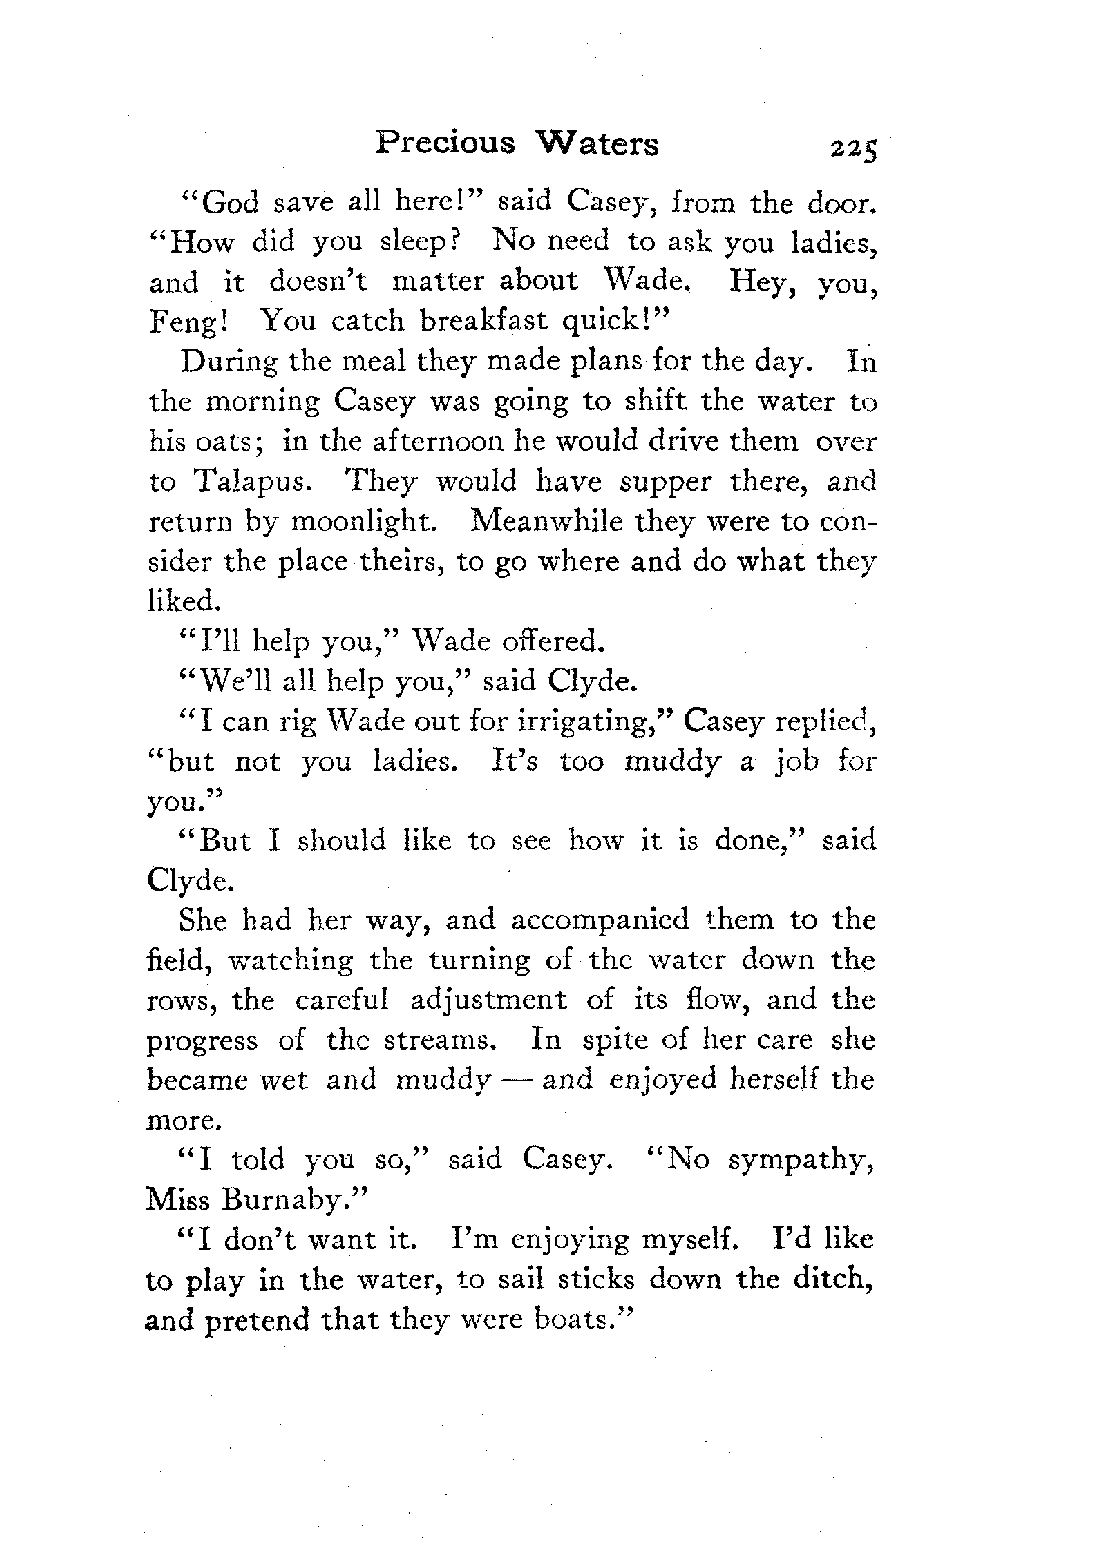 Precious Waters 225
“God save all here!” said Casey, from the door.
“How did you sleep? No need to ask you ladies,
and it doesn’t matter about Wade. Hey, you,
Feng! You catch breakfast quick!”
During the meal they made plans for the day. In
the morning Casey was going to shift the water to
his oats; in the afternoon he would drive them over
to Talapus. They would have supper there, and
return by moonlight. Meanwhile they were to con-
sider the place theirs, to go where and do what they
liked.
“I’ll help you,” Wade offered.
“We’ll all help you,” said Clyde.
“I can rig Wade out for irrigating,” Casey replied,
“but not you ladies. It’s too muddy a job for
you.”
“But I should like to see how it is done,” said
Clyde.
She had her way, and accompanied them to the
field, watching the turning of the water down the
rows, the careful adjustment of its flow, and the
progress of the streams. In spite of her care she
became wet and muddy — and enjoyed herself the
more.
“I told you so,” said Casey. “No sympathy,
Miss Burnaby.”
“I don’t want it. I’m enjoying myself. I’d like
to play in the water, to sail sticks down the ditch,
and pretend that they were boats.”